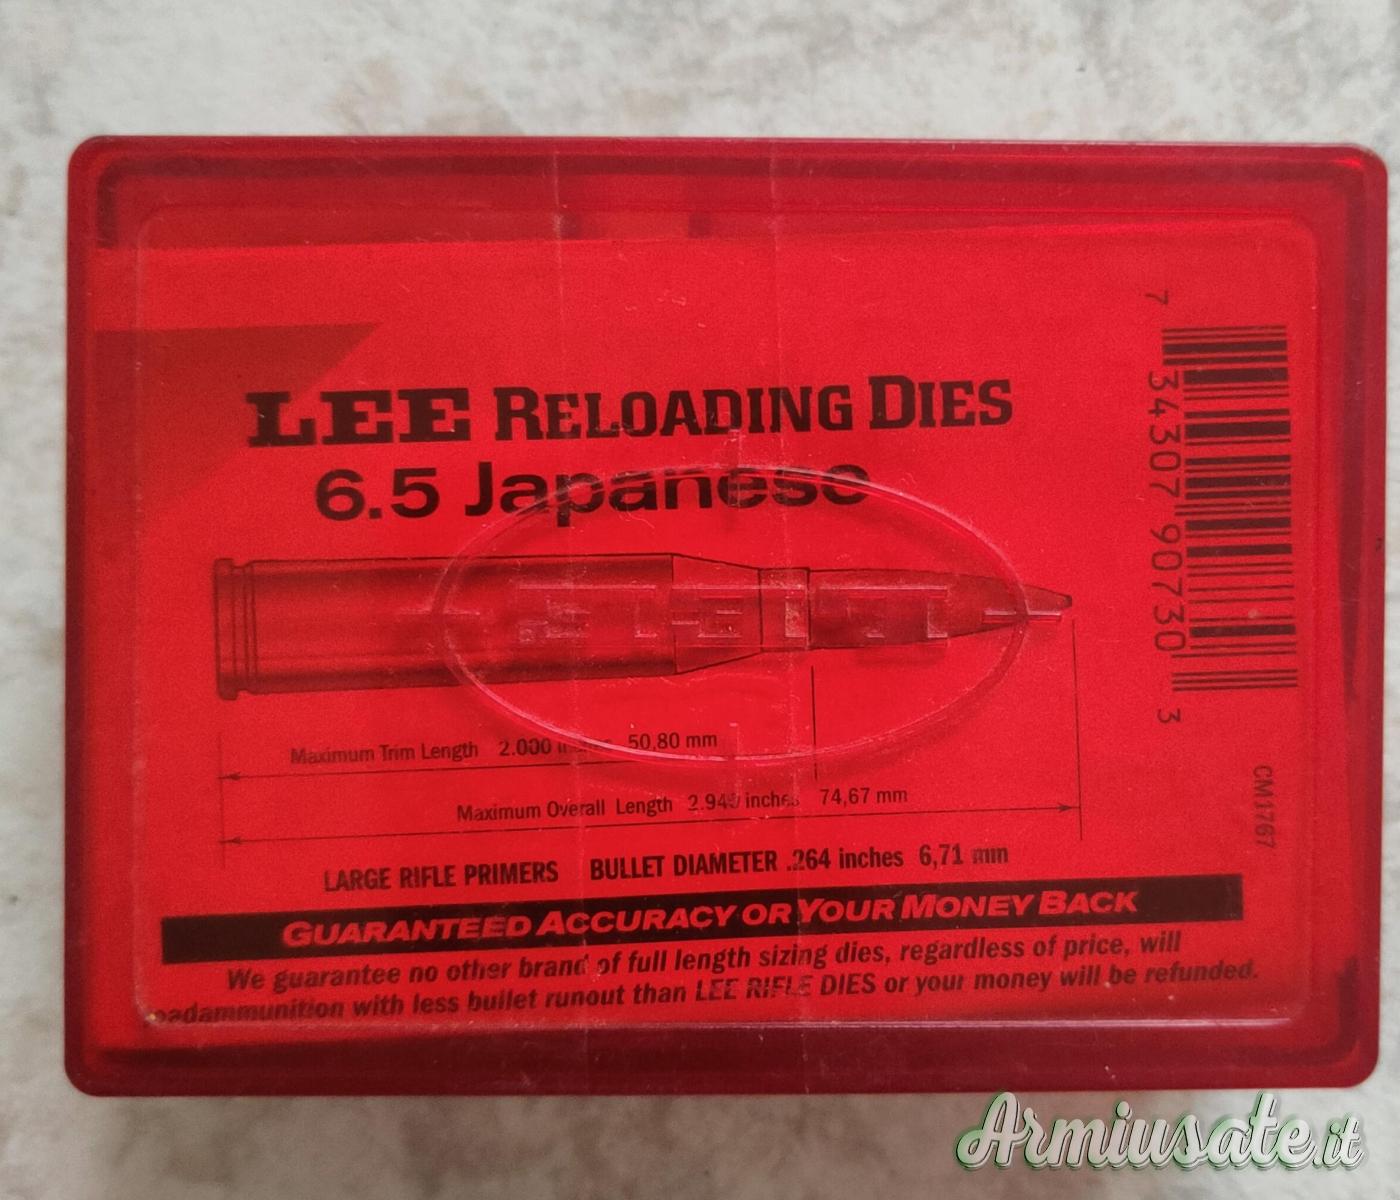 LEE RELOADING DIES
6.5 Japanese
Maximum Trim Length 2.000 inches 50,80 mm
Maximum Overall Length 2.940 inches 74,67 mm
LARGE RIFLE PRIMERS BULLET DIAMETER .264 inches 6,71 mm
GUARANTEED ACCURACY OR YOUR MONEY BACK
We guarantee no other brand of full length sizing dies, regardless of price, will
loadammunition with less bullet runout than LEE RIFLE DIES or your money will be refunded.
7 34307 90730 3
CM1767
Armiusate.it